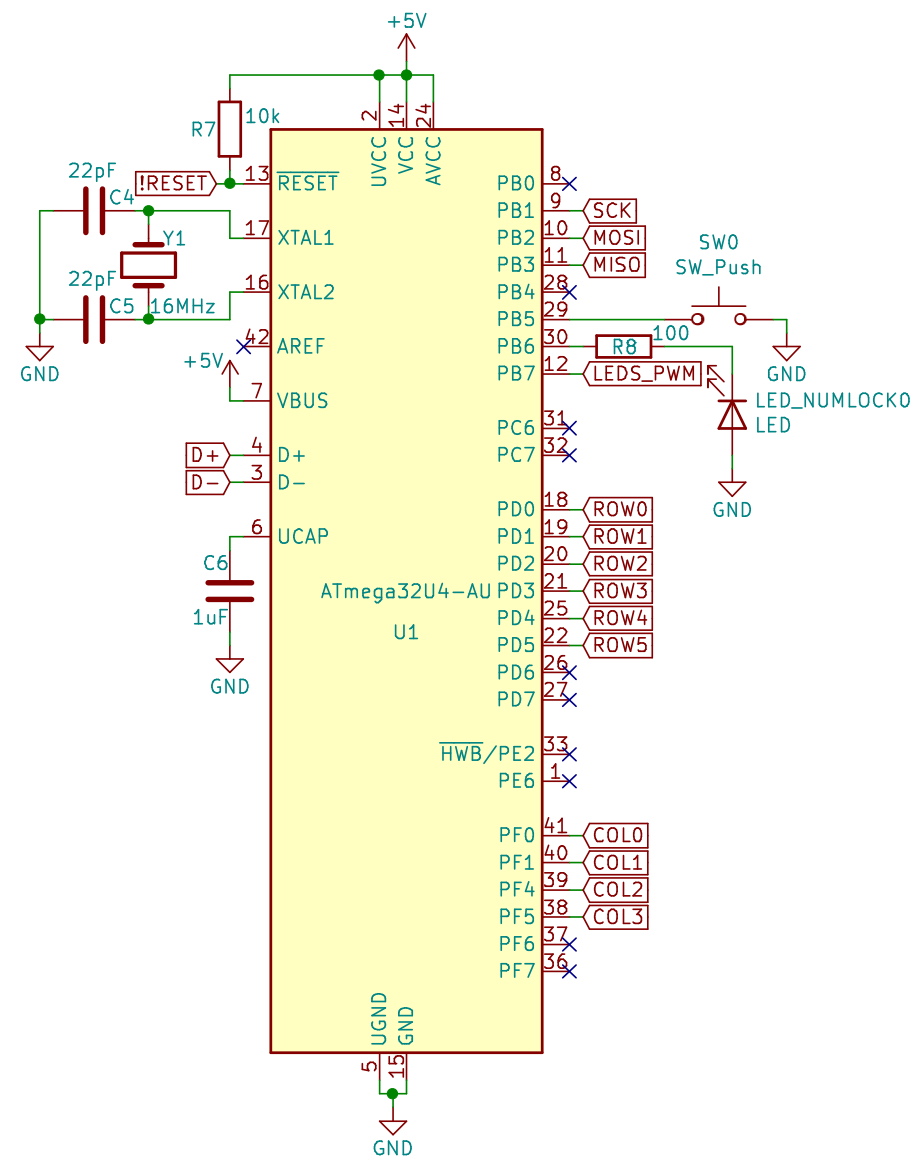 +5V
2
14
24
UVCC
VCC
AVCC
R7
10k
!RESET
13
RESET
22pF
C4
17
XTAL1
Y1
22pF
C5
16MHz
16
XTAL2
GND
42
AREF
+5V
7
VBUS
D+
4
D+
D-
3
D-
6
UCAP
C6
1uF
GND
ATmega32U4-AU
U1
PB0
8
PB1
9
SCK
PB2
10
MOSI
PB3
11
MISO
PB4
28
PB5
29
SW0
SW_Push
GND
PB6
30
R8
100
PB7
12
LEDS_PWM
LED_NUMLOCK0
LED
GND
PC6
31
PC7
32
PD0
18
ROW0
PD1
19
ROW1
PD2
20
ROW2
PD3
21
ROW3
PD4
25
ROW4
PD5
22
ROW5
PD6
26
PD7
27
HWB/PE2
33
PE6
1
PF0
41
COL0
PF1
40
COL1
PF4
39
COL2
PF5
38
COL3
PF6
37
PF7
36
UGND
GND
5
15
GND